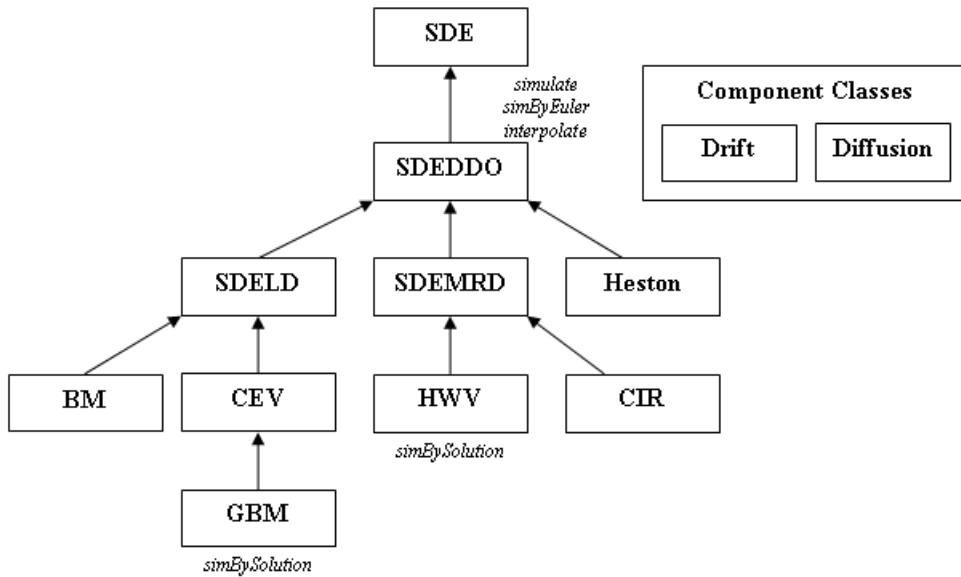 SDE
simulate
simByEuler
interpolate
Component Classes
Drift
Diffusion
SDEDDO
SDELD
SDEMRD
Heston
BM
CEV
HWV
CIR
simBySolution
GBM
simBySolution